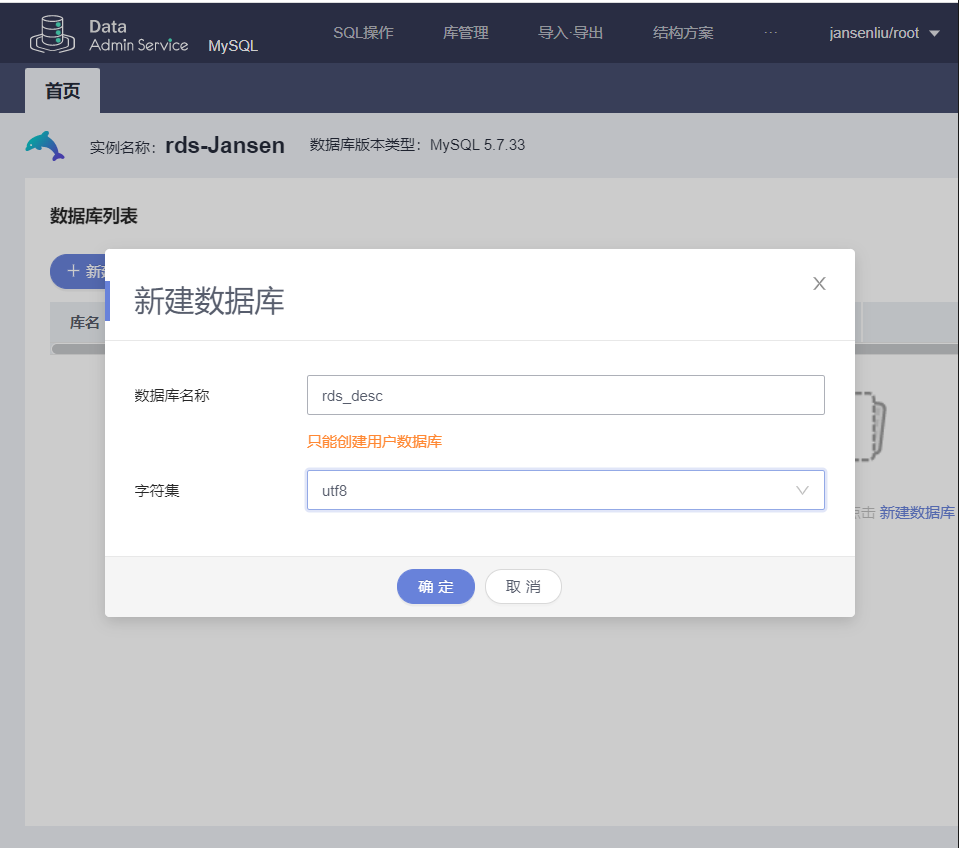 Data
Admin Service MySQL SQL操作 库管理 导入·导出 结构方案 ··· jansenliu/root
首页
实例名称: rds-Jansen 数据库版本类型: MySQL 5.7.33
数据库列表
+ 新
新建数据库 X
库名
数据库名称 rds_desc
只能创建用户数据库
字符集 utf8
点击 新建数据库
确 定 取 消